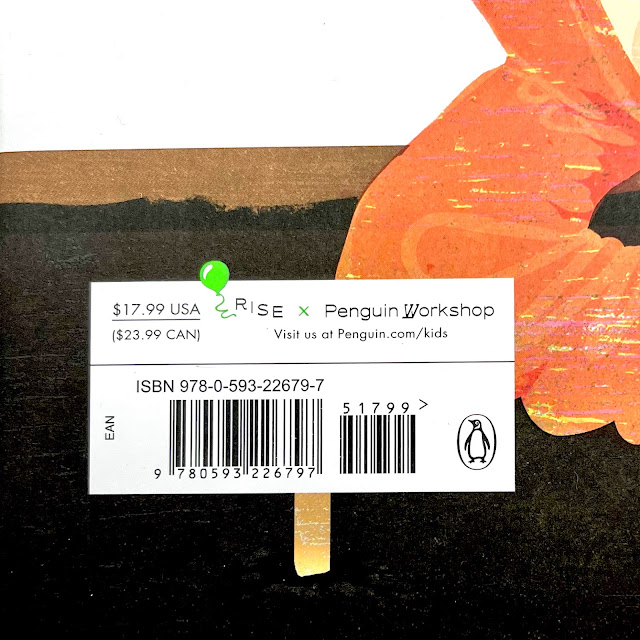 $17.99 USA
($23.99 CAN)
RISE x Penguin Workshop
Visit us at Penguin.com/kids
ISBN 978-0-593-22679-7
51799 >
EAN
9 780593 226797